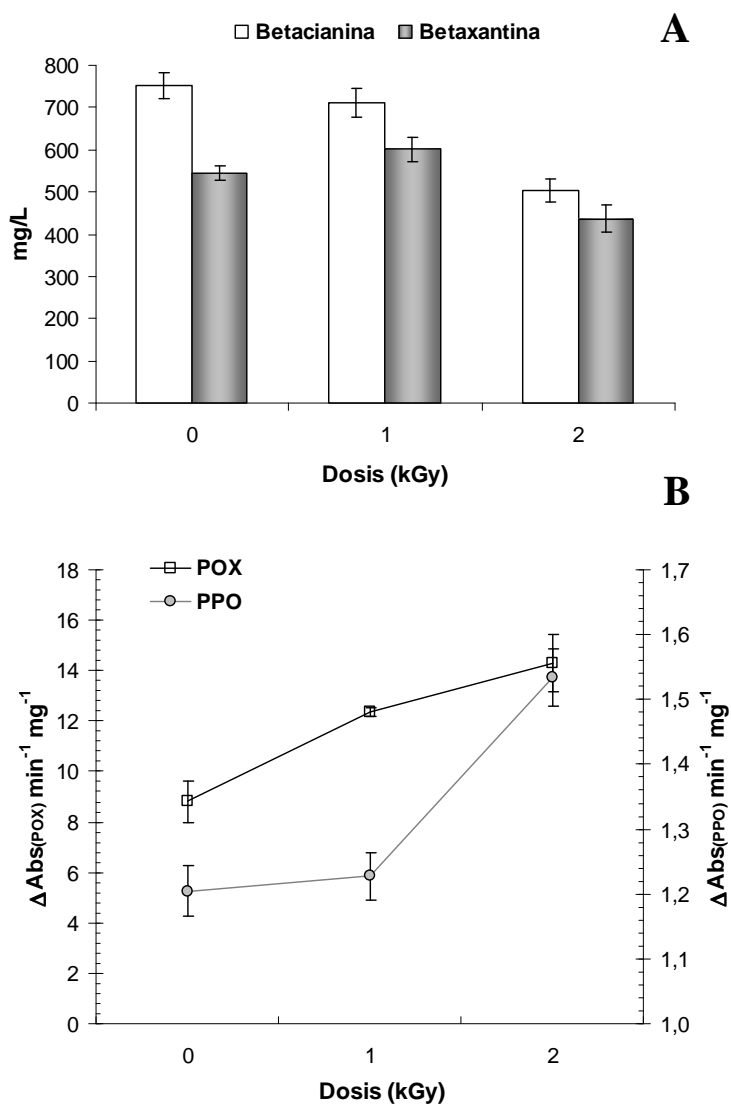 Betacianina Betaxantina
A
800
700
600
500
400
300
200
100
0
mg/L
0 1 2
Dosis (kGy)
B
POX
PPO
18
16
14
12
10
8
6
4
2
0
ΔAbs(POX) min-1 mg-1
1,7
1,6
1,5
1,4
1,3
1,2
1,1
1,0
ΔAbs(PPO) min-1 mg-1
0 1 2
Dosis (kGy)